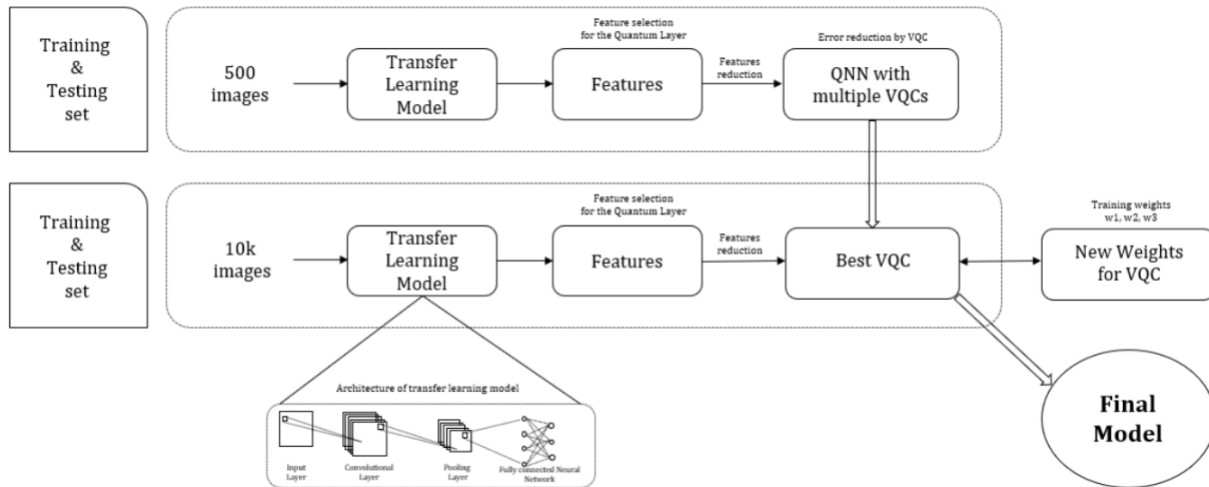 Training
&
Testing
set
500
images
Transfer
Learning
Model
Feature selection
for the Quantum Layer
Features
Features
reduction
Error reduction by VQC
QNN with
multiple VQCs
Training
&
Testing
set
10k
images
Transfer
Learning
Model
Feature selection
for the Quantum Layer
Features
Features
reduction
Best VQC
Training weights
w1, w2, w3
New Weights
for VQC
Architecture of transfer learning model
Input
Layer
Convolutional
Layer
Pooling
Layer
Fully connected Neural
Network
Final
Model